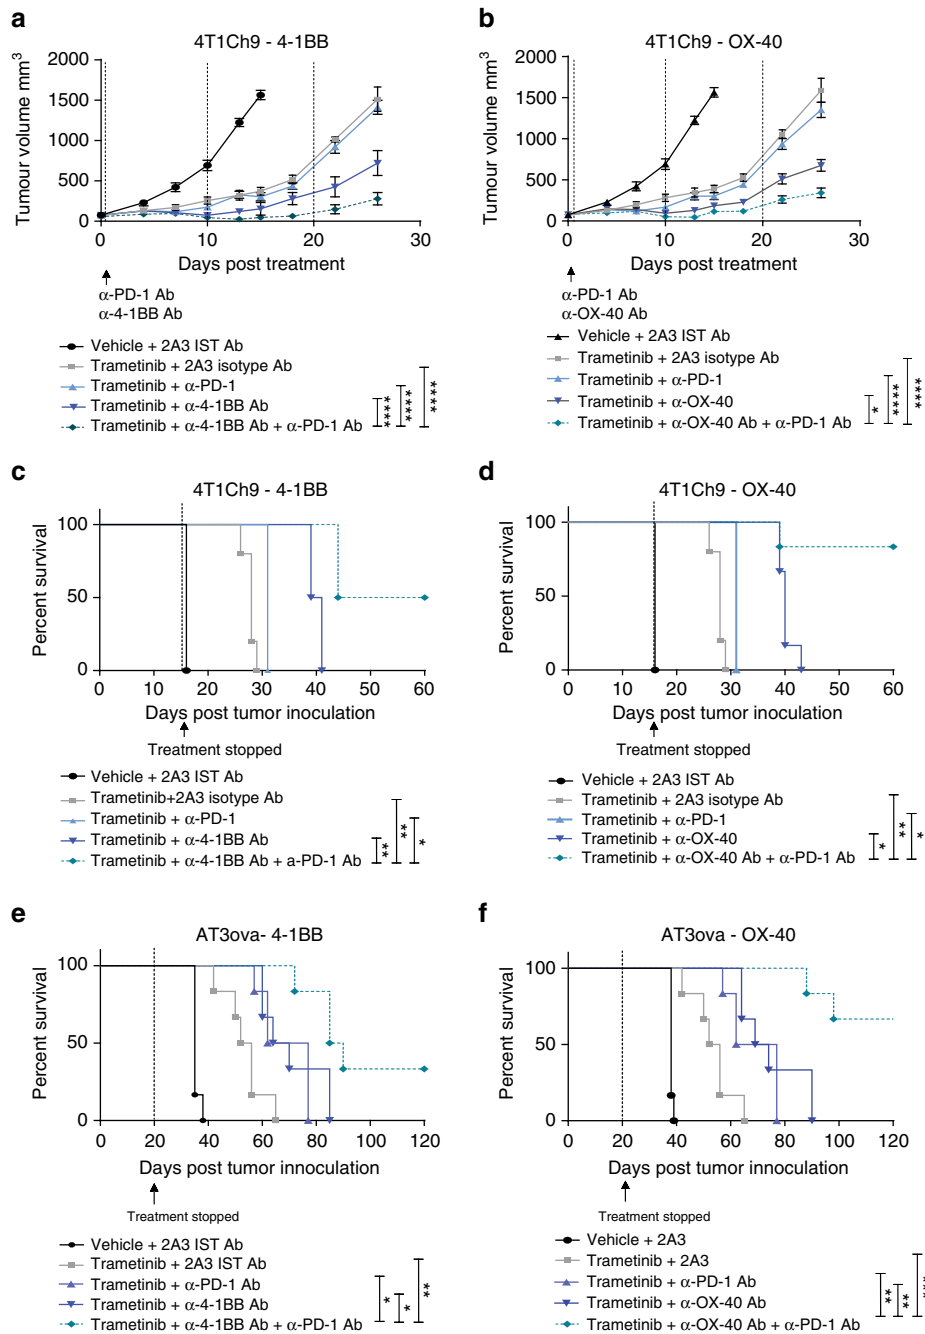 a
4T1Ch9 - 4-1BB
Tumour volume mm³
2000
1500
1000
500
0
0 10 20 30
Days post treatment
α-PD-1 Ab
α-4-1BB Ab
Vehicle + 2A3 IST Ab
Trametinib + 2A3 isotype Ab
Trametinib + α-PD-1
Trametinib + α-4-1BB Ab
Trametinib + α-4-1BB Ab + α-PD-1 Ab
****
****
****
b
4T1Ch9 - OX-40
Tumour volume mm³
2000
1500
1000
500
0
0 10 20 30
Days post treatment
α-PD-1 Ab
α-OX-40 Ab
Vehicle + 2A3 IST Ab
Trametinib + 2A3 isotype Ab
Trametinib + α-PD-1
Trametinib + α-OX-40
Trametinib + α-OX-40 Ab + α-PD-1 Ab
*
****
****
c
4T1Ch9 - 4-1BB
Percent survival
100
50
0
0 10 20 30 40 50 60
Days post tumor inoculation
Treatment stopped
Vehicle + 2A3 IST Ab
Trametinib+2A3 isotype Ab
Trametinib + α-PD-1
Trametinib + α-4-1BB Ab
Trametinib + α-4-1BB Ab + a-PD-1 Ab
**
**
*
d
4T1Ch9 - OX-40
Percent survival
100
50
0
0 10 20 30 40 50 60
Days post tumor inoculation
Treatment stopped
Vehicle + 2A3 IST Ab
Trametinib + 2A3 isotype Ab
Trametinib + α-PD-1
Trametinib + α-OX-40
Trametinib + α-OX-40 Ab + α-PD-1 Ab
*
**
*
e
AT3ova- 4-1BB
Percent survival
100
50
0
0 20 40 60 80 100 120
Days post tumor innoculation
Treatment stopped
Vehicle + 2A3 IST Ab
Trametinib + 2A3 IST Ab
Trametinib + α-PD-1 Ab
Trametinib + α-4-1BB Ab
Trametinib + α-4-1BB Ab + α-PD-1 Ab
*
*
**
f
AT3ova - OX-40
Percent survival
100
50
0
0 20 40 60 80 100 120
Days post tumor innoculation
Treatment stopped
Vehicle + 2A3
Trametinib + 2A3
Trametinib + α-PD-1 Ab
Trametinib + α-OX-40 Ab
Trametinib + α-OX-40 Ab + α-PD-1 Ab
**
**